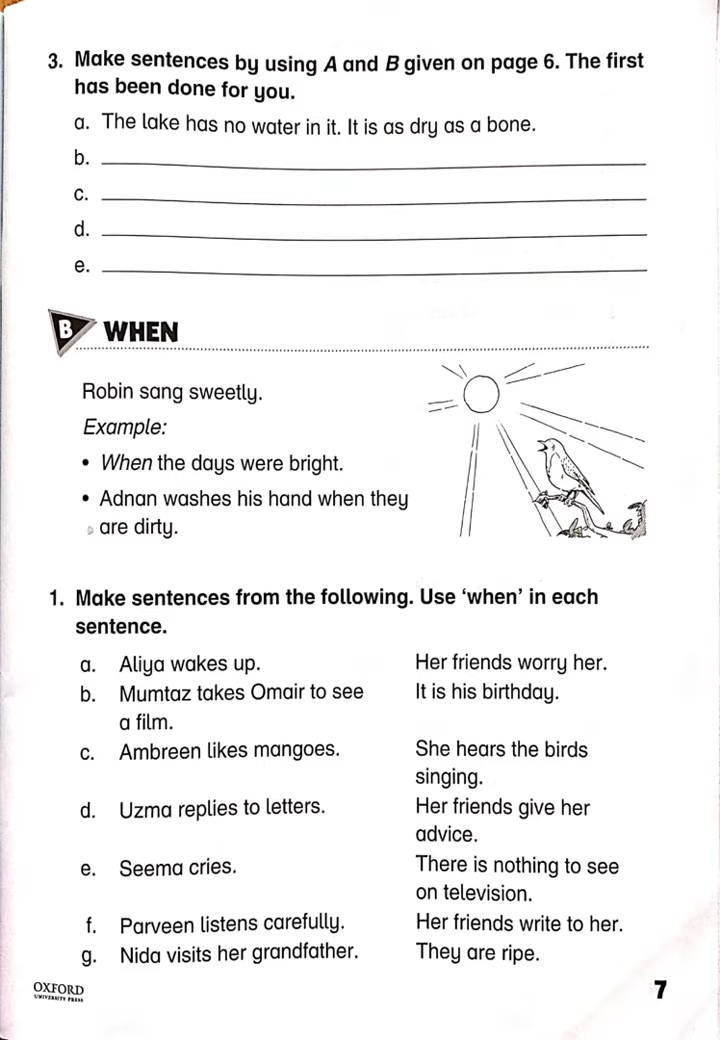 3. Make sentences by using A and B given on page 6. The first
has been done for you.
a. The lake has no water in it. It is as dry as a bone.
b.
c.
d.
e.
B WHEN
Robin sang sweetly.
Example:
• When the days were bright.
• Adnan washes his hand when they
are dirty.
1. Make sentences from the following. Use ‘when’ in each
sentence.
a. Aliya wakes up. Her friends worry her.
b. Mumtaz takes Omair to see It is his birthday.
a film.
c. Ambreen likes mangoes. She hears the birds
singing.
d. Uzma replies to letters. Her friends give her
advice.
e. Seema cries. There is nothing to see
on television.
f. Parveen listens carefully. Her friends write to her.
g. Nida visits her grandfather. They are ripe.
OXFORD
UNIVERSITY PRESS
7